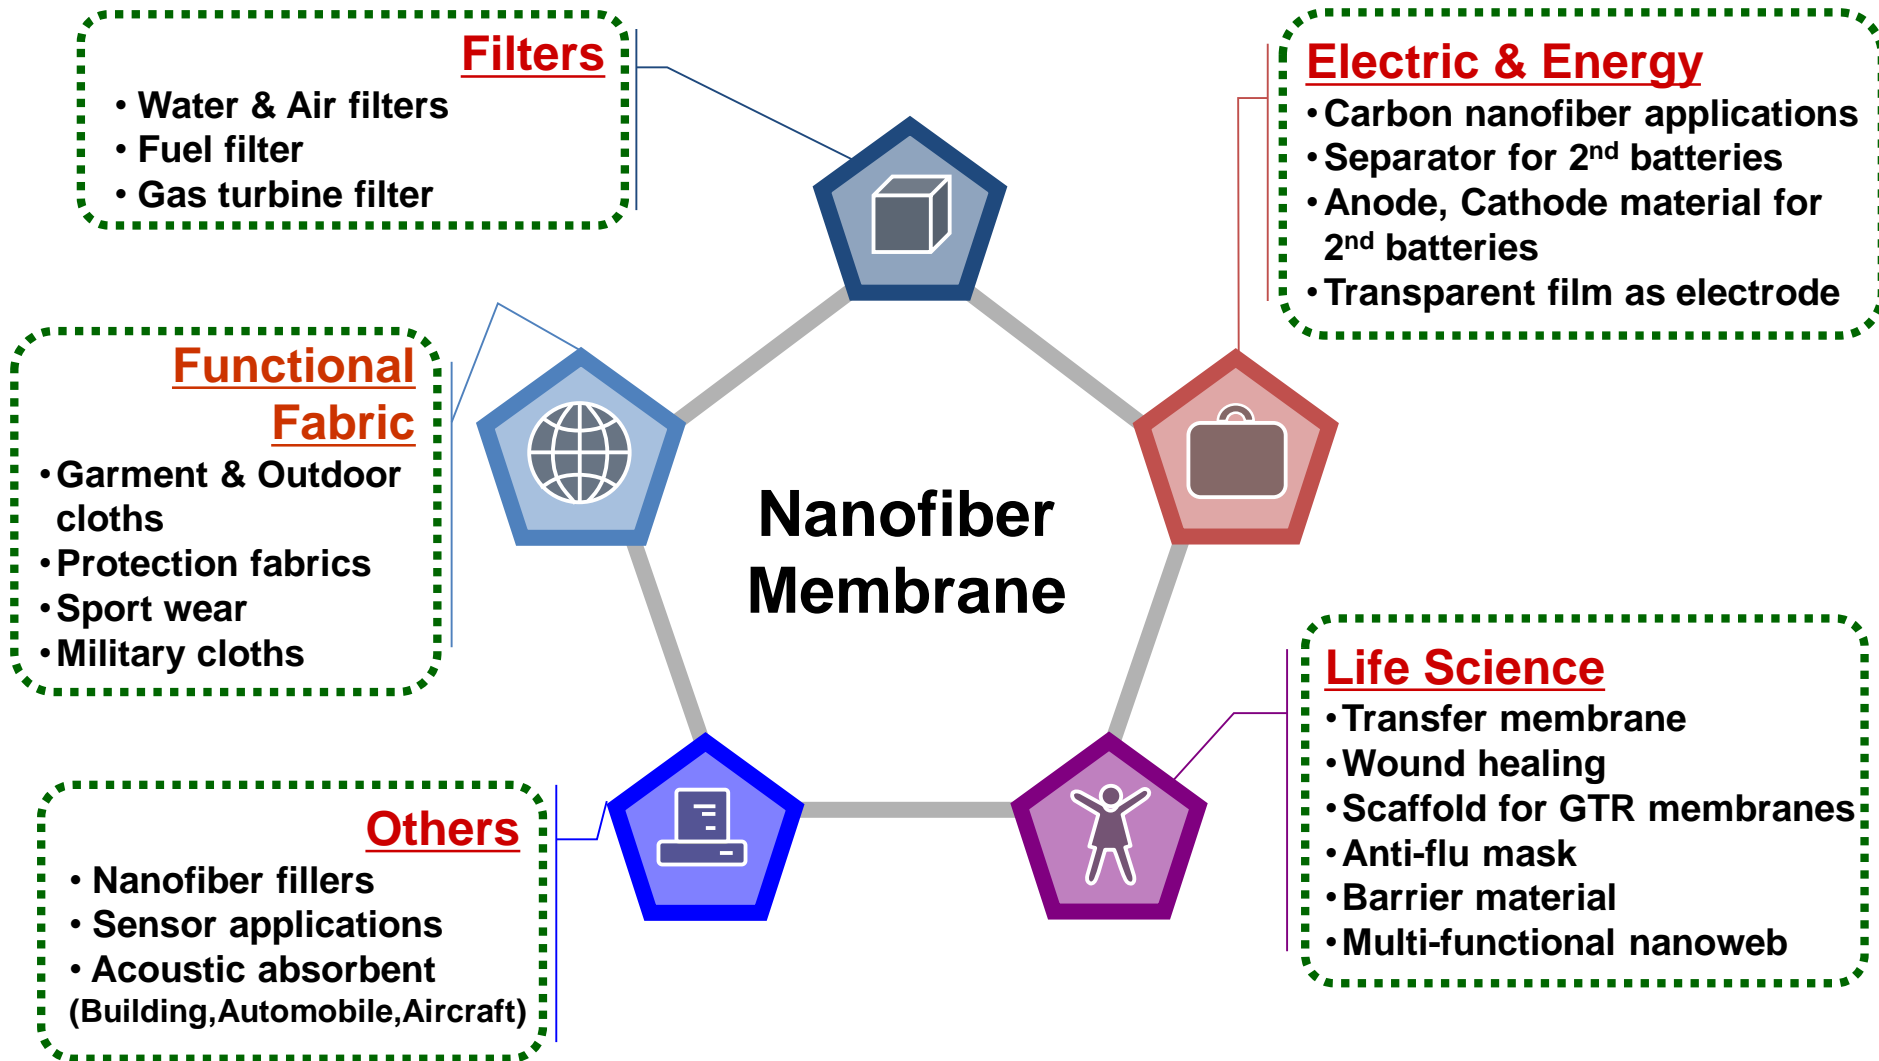 Filters
• Water & Air filters
• Fuel filter
• Gas turbine filter
Electric & Energy
•Carbon nanofiber applications
•Separator for 2nd batteries
•Anode, Cathode material for
2nd batteries
•Transparent film as electrode
Functional
Fabric
•Garment & Outdoor
cloths
•Protection fabrics
•Sport wear
•Military cloths
Nanofiber
Membrane
Life Science
•Transfer membrane
•Wound healing
•Scaffold for GTR membranes
•Anti-flu mask
•Barrier material
•Multi-functional nanoweb
Others
• Nanofiber fillers
• Sensor applications
• Acoustic absorbent
(Building,Automobile,Aircraft)